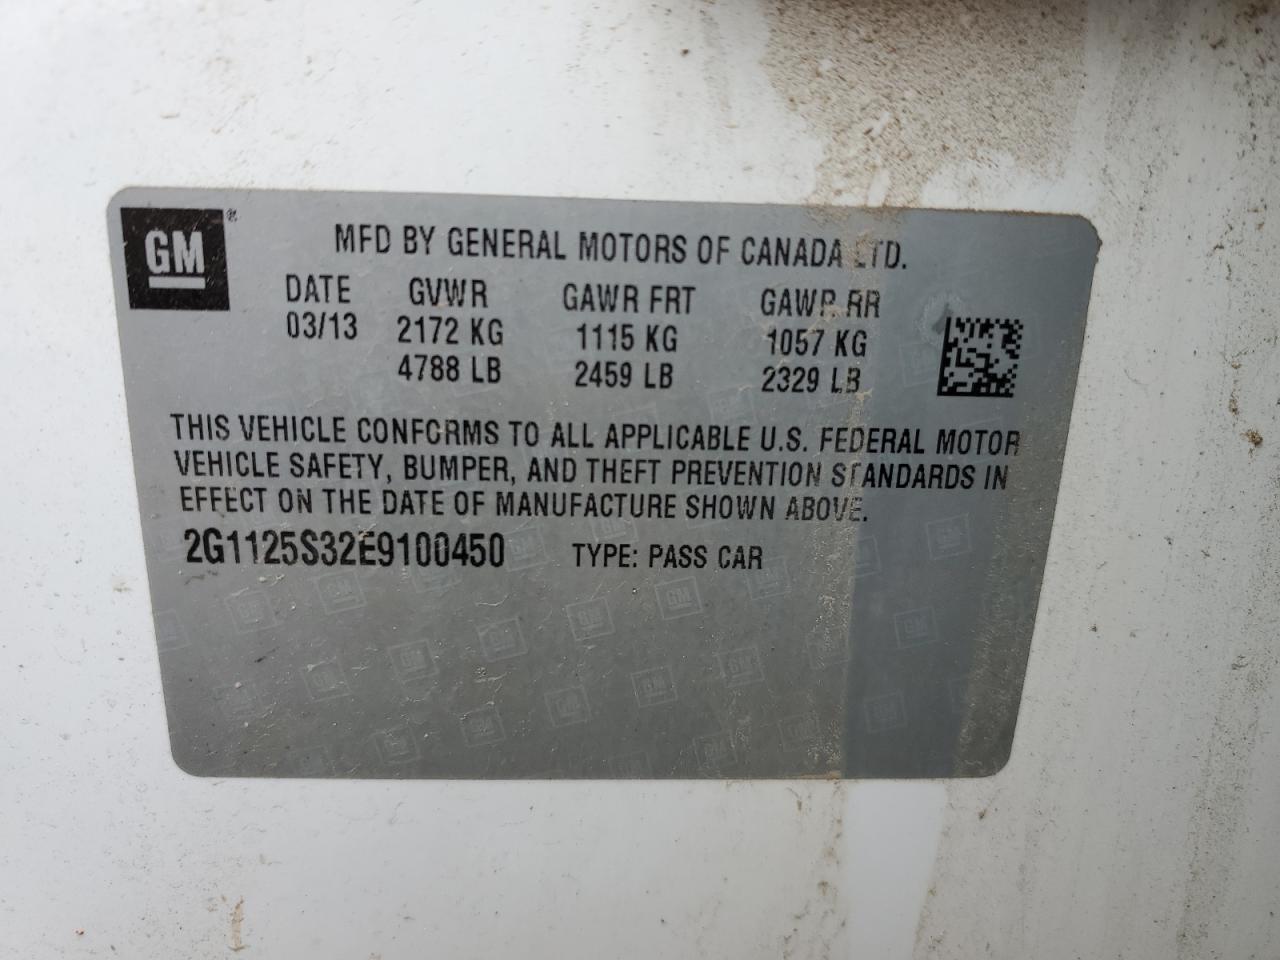 GM®
MFD BY GENERAL MOTORS OF CANADA LTD.
DATE GVWR GAWR FRT GAWR RR
03/13 2172 KG 1115 KG 1057 KG
4788 LB 2459 LB 2329 LB
THIS VEHICLE CONFORMS TO ALL APPLICABLE U.S. FEDERAL MOTOR
VEHICLE SAFETY, BUMPER, AND THEFT PREVENTION STANDARDS IN
EFFECT ON THE DATE OF MANUFACTURE SHOWN ABOVE.
2G1125S32E9100450 TYPE: PASS CAR